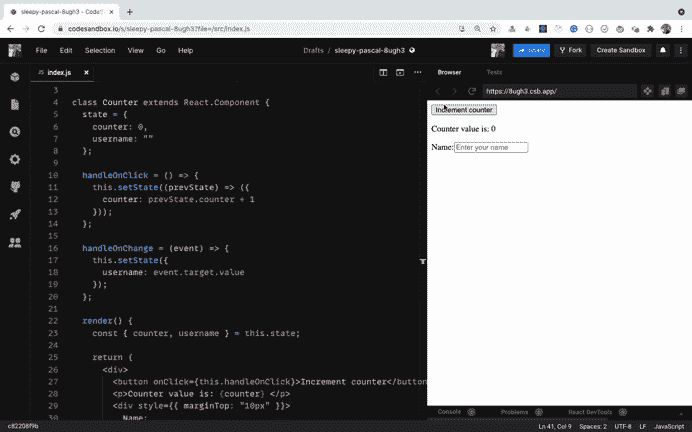 sleepy-pascal-8ugh3 - CodeSandb
codesandbox.io/s/sleepy-pascal-8ugh3?file=/src/index.js
File Edit Selection View Go Help
Drafts / sleepy-pascal-8ugh3
Fork
Create Sandbox
index.js
Browser
Tests
https://8ugh3.csb.app/
3
4 class Counter extends React.Component {
5 state = {
6 counter: 0,
7 username: ""
8 };
9
10 handleOnClick = () => {
11 this.setState((prevState) => ({
12 counter: prevState.counter + 1
13 }));
14 };
15
16 handleOnChange = (event) => {
17 this.setState({
18 username: event.target.value
19 });
20 };
21
22 render() {
23 const { counter, username } = this.state;
24
25 return (
26 <div>
27 <button onClick={this.handleOnClick}>Increment counter</button
28 <p>Counter value is: {counter} </p>
29 <div style={{ marginTop: "10px" }}>
30 Name:
Increment counter
Counter value is: 0
Name: Enter your name
Console
Problems
React DevTools
c82208f9b
Ln 41, Col 9 Spaces: 2 UTF-8 LF JavaScript